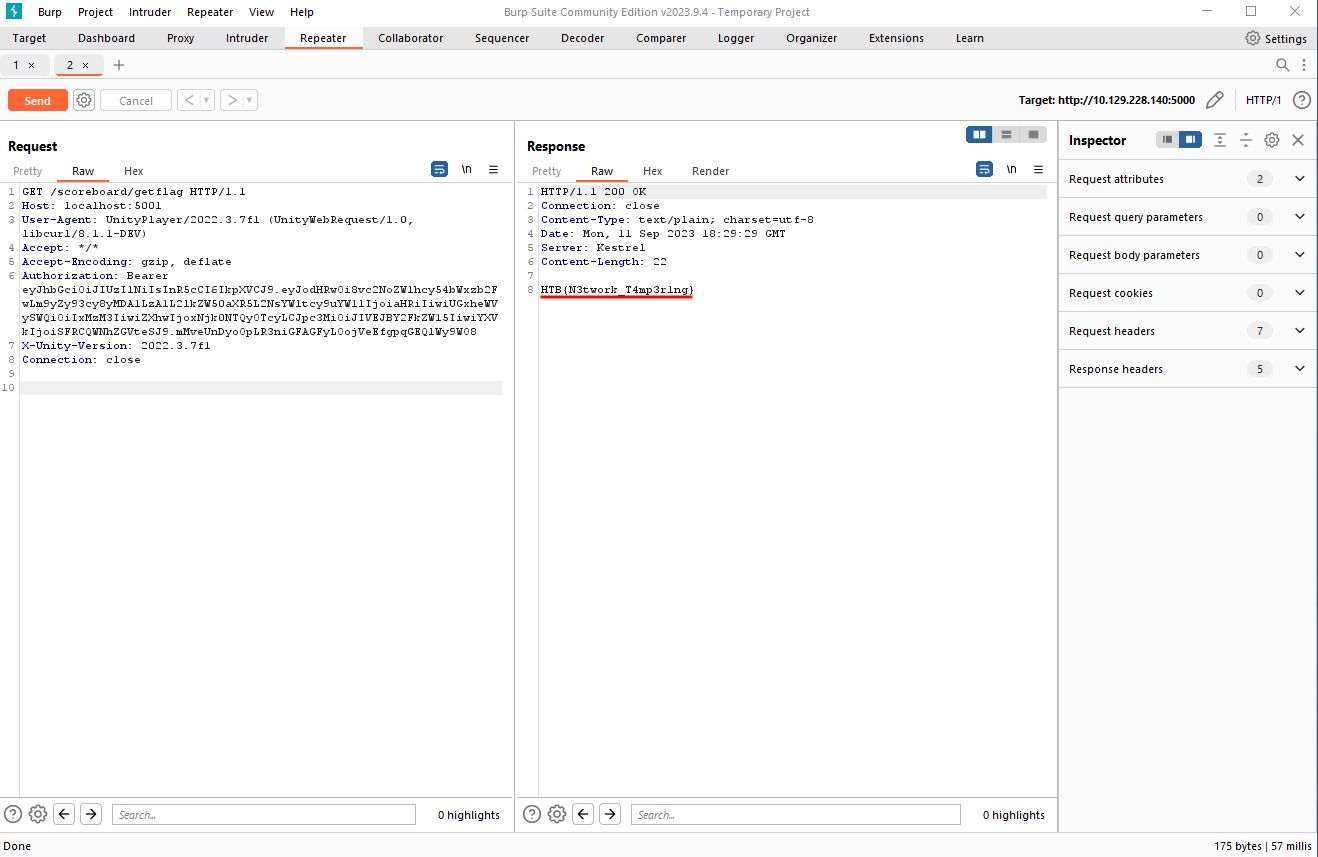 Burp Project Intruder Repeater View Help
Burp Suite Community Edition v2023.9.4 - Temporary Project
Target Dashboard Proxy Intruder Repeater Collaborator Sequencer Decoder Comparer Logger Organizer Extensions Learn
Settings
1 × 2 × +
Send Cancel < > Target: http://10.129.228.140:5000 HTTP/1 ?
Request
Pretty Raw Hex \n
1 GET /scoreboard/getflag HTTP/1.1
2 Host: localhost:5001
3 User-Agent: UnityPlayer/2022.3.7f1 (UnityWebRequest/1.0,
libcurl/8.1.1-DEV)
4 Accept: */*
5 Accept-Encoding: gzip, deflate
6 Authorization: Bearer
7 X-Unity-Version: 2022.3.7f1
8 Connection: close
9
10
Response
Pretty Raw Hex Render \n
1 HTTP/1.1 200 OK
2 Connection: close
3 Content-Type: text/plain; charset=utf-8
4 Date: Mon, 11 Sep 2023 18:29:29 GMT
5 Server: Kestrel
6 Content-Length: 22
7
8 HTB{N3twork_T4mp3r1ng}
Inspector
Request attributes 2
Request query parameters 0
Request body parameters 0
Request cookies 0
Request headers 7
Response headers 5
? Search... 0 highlights
? Search... 0 highlights
Done
175 bytes | 57 millis